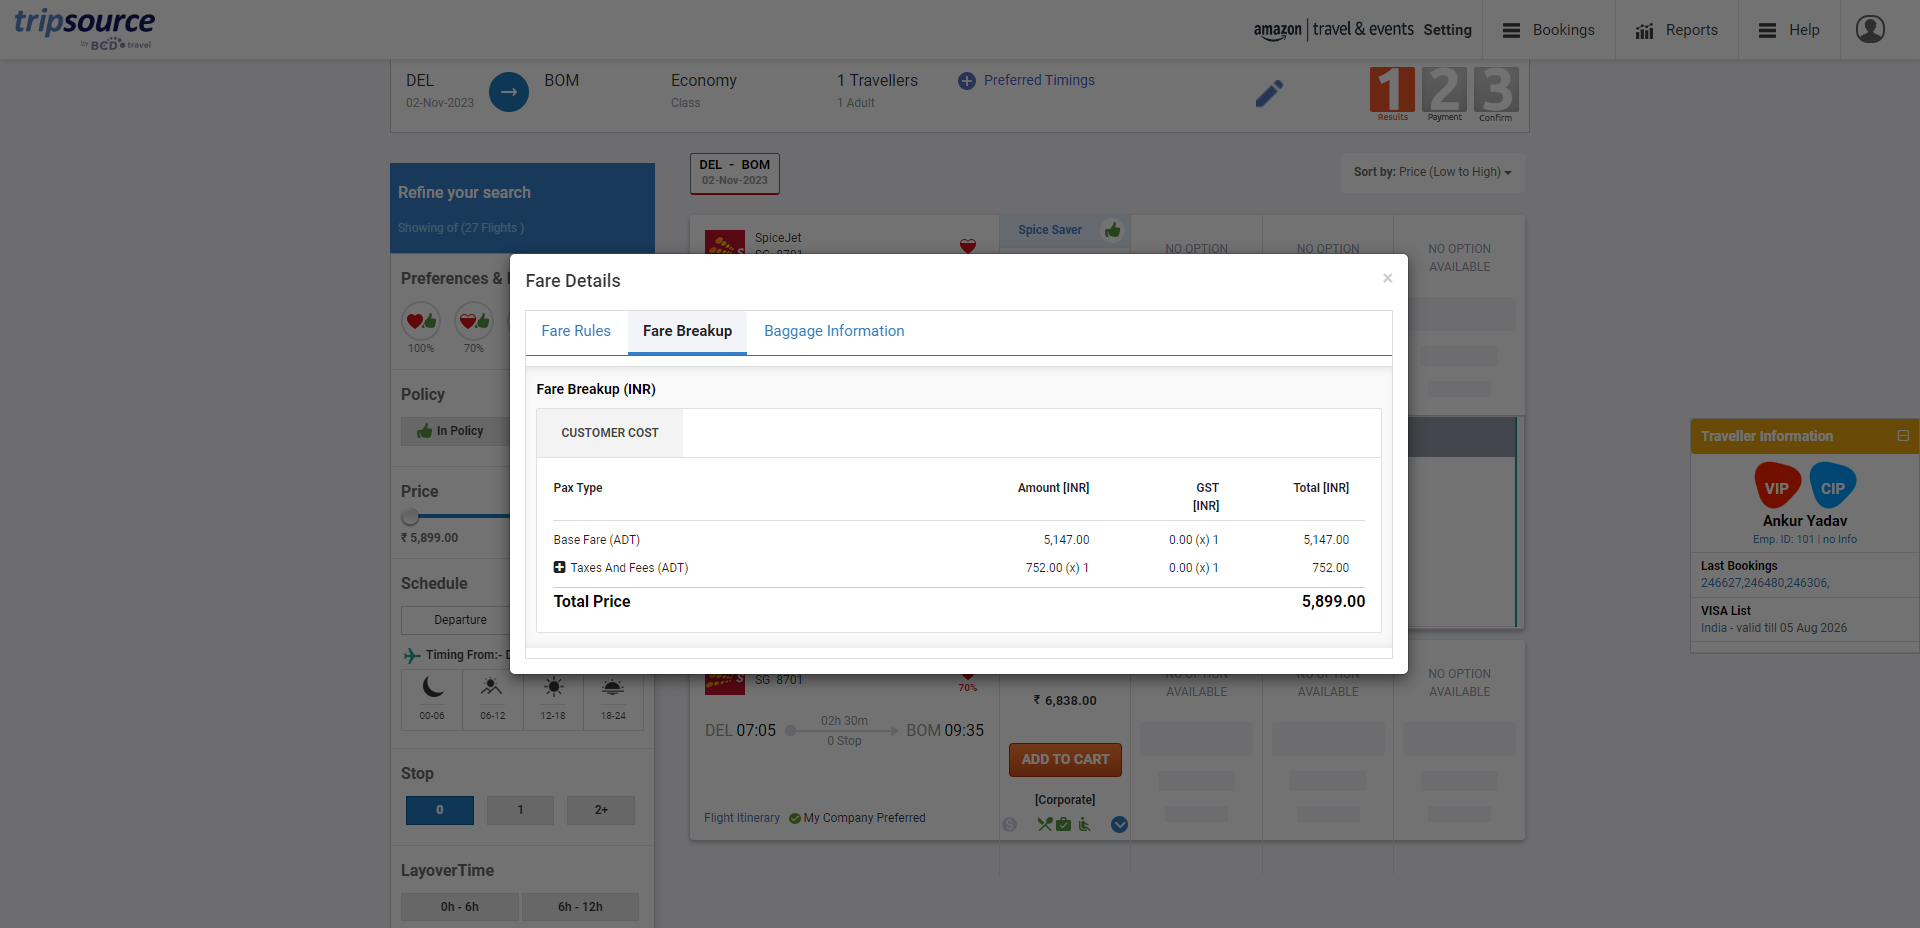 tripsource
by BCD travel
amazon | travel & events Setting
Bookings
Reports
Help
DEL
02-Nov-2023
BOM
Economy
Class
1 Travellers
1 Adult
Preferred Timings
1 2 3
Results Payment Confirm
Refine your search
Showing of (27 Flights )
DEL - BOM
02-Nov-2023
Sort by: Price (Low to High)
SpiceJet
SG 8701
Spice Saver
NO OPTION
AVAILABLE
NO OPTION
NO OPTION
NO OPTION
AVAILABLE
Preferences &
100%
70%
Policy
In Policy
Price
₹ 5,899.00
Schedule
Departure
Timing From:- D
00-06
06-12
12-18
18-24
Stop
0
1
2+
LayoverTime
0h - 6h
6h - 12h
Fare Details
×
Fare Rules
Fare Breakup
Baggage Information
Fare Breakup (INR)
CUSTOMER COST
Pax Type Amount [INR] GST [INR] Total [INR]
Base Fare (ADT) 5,147.00 0.00 (x) 1 5,147.00
Taxes And Fees (ADT) 752.00 (x) 1 0.00 (x) 1 752.00
Total Price 5,899.00
SG 8701
70%
₹ 6,838.00
NO OPTION
AVAILABLE
NO OPTION
AVAILABLE
NO OPTION
AVAILABLE
DEL 07:05
02h 30m
0 Stop
BOM 09:35
ADD TO CART
[Corporate]
Flight Itinerary
My Company Preferred
Traveller Information
VIP
CIP
Ankur Yadav
Emp. ID: 101 | no Info
Last Bookings
246627,246480,246306,
VISA List
India - valid till 05 Aug 2026